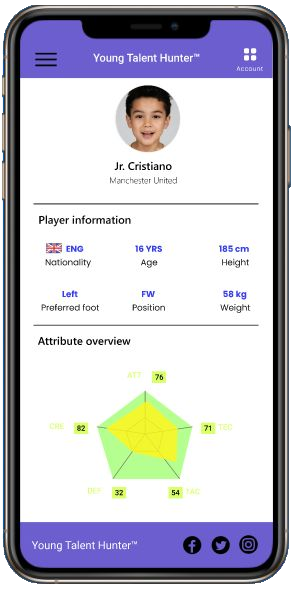 Young Talent Hunter™
Account
Jr. Cristiano
Manchester United
Player information
ENG 16 YRS 185 cm
Nationality Age Height
Left FW 58 kg
Preferred foot Position Weight
Attribute overview
ATT 76
CRE 82 71 TEC
DEF 32 54 TAC
Young Talent Hunter™